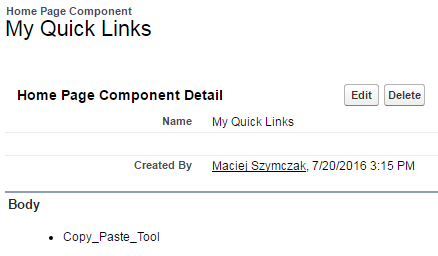 Home Page Component
My Quick Links
Home Page Component Detail Edit Delete
Name My Quick Links
Created By Maciej Szymczak, 7/20/2016 3:15 PM
Body
• Copy_Paste_Tool